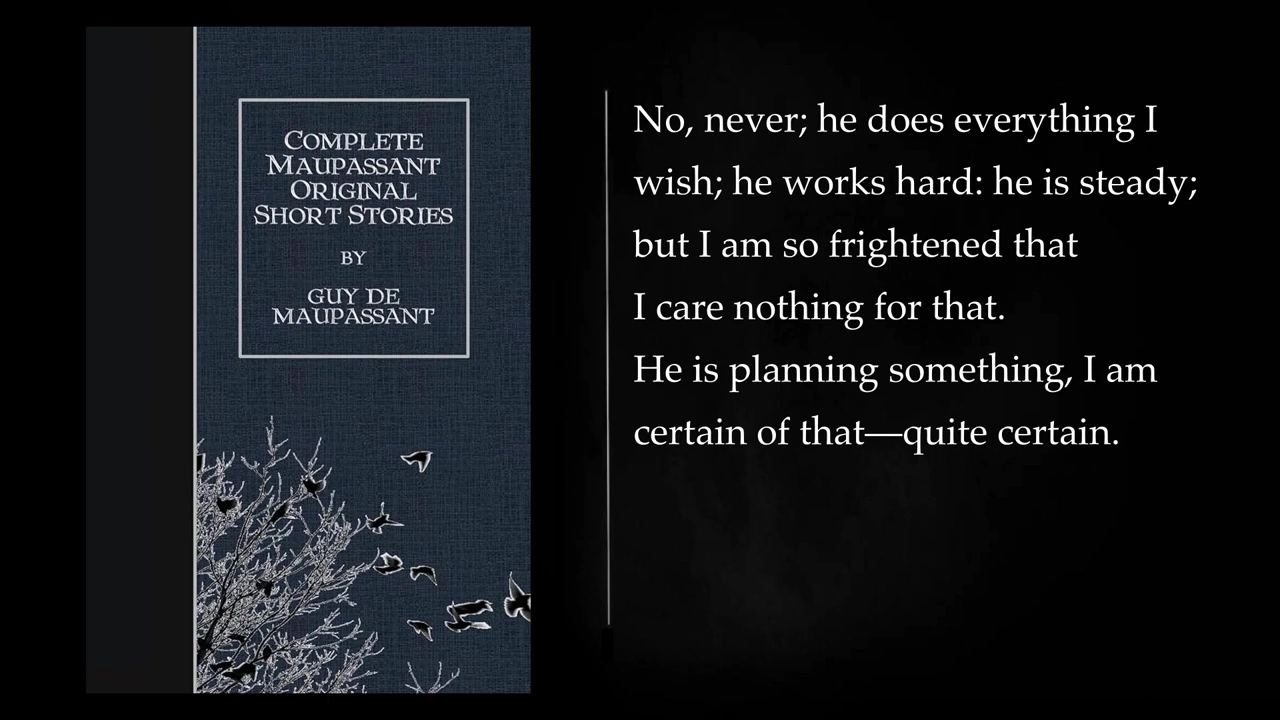 COMPLETE
MAUPASSANT
ORIGINAL
SHORT STORIES
BY
GUY DE
MAUPASSANT
No, never; he does everything I
wish; he works hard: he is steady;
but I am so frightened that
I care nothing for that.
He is planning something, I am
certain of that—quite certain.